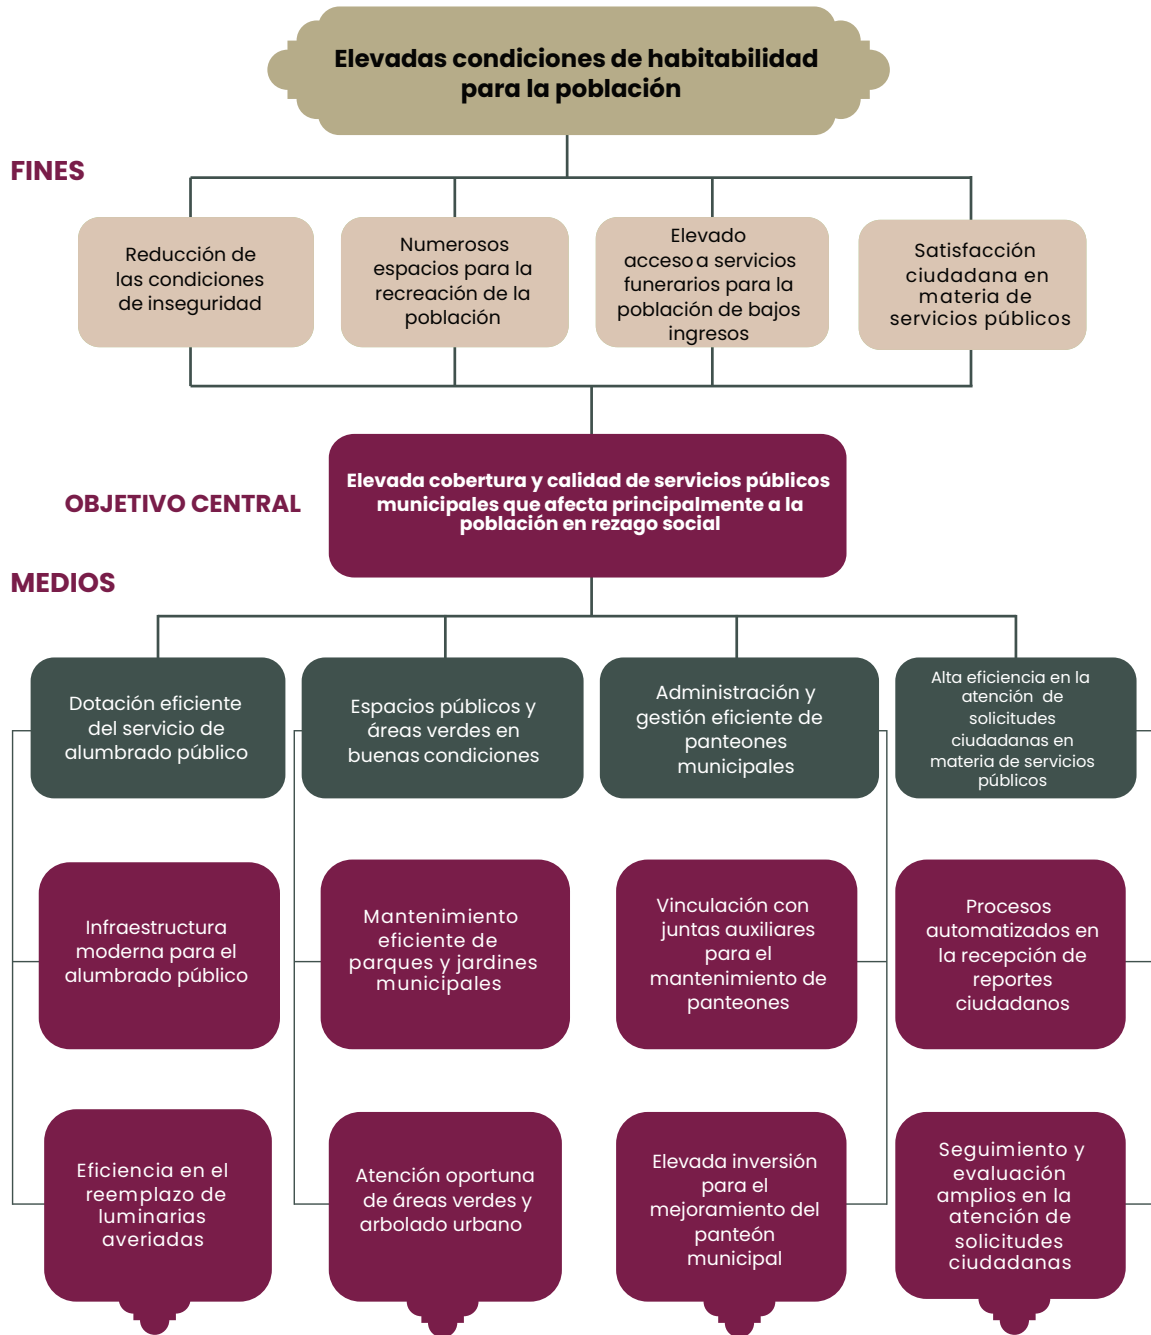 Elevadas condiciones de habitabilidad
para la población
FINES
Reducción de
las condiciones
de inseguridad
Numerosos
espacios para la
recreación de la
población
Elevado
acceso a servicios
funerarios para la
población de bajos
ingresos
Satisfacción
ciudadana en
materia de
servicios públicos
OBJETIVO CENTRAL
Elevada cobertura y calidad de servicios públicos
municipales que afecta principalmente a la
población en rezago social
MEDIOS
Dotación eficiente
del servicio de
alumbrado público
Espacios públicos y
áreas verdes en
buenas condiciones
Administración y
gestión eficiente de
panteones
municipales
Alta eficiencia en la
atención de
solicitudes
ciudadanas en
materia de servicios
públicos
Infraestructura
moderna para el
alumbrado público
Mantenimiento
eficiente de
parques y jardines
municipales
Vinculación con
juntas auxiliares
para el
mantenimiento de
panteones
Procesos
automatizados en
la recepción de
reportes
ciudadanos
Eficiencia en el
reemplazo de
luminarias
averiadas
Atención oportuna
de áreas verdes y
arbolado urbano
Elevada inversión
para el
mejoramiento del
panteón
municipal
Seguimiento y
evaluación
amplios en la
atención de
solicitudes
ciudadanas